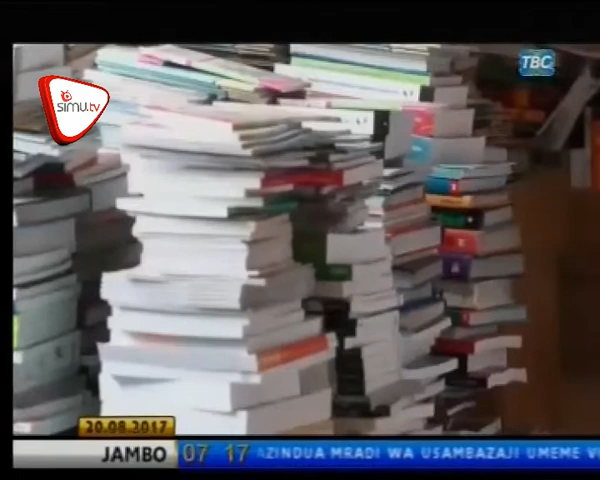 SIMU.tv
TBC
20.08.2017
JAMBO 07 17 AZINDUA MRADI WA USAMBAZAJI UMEME V